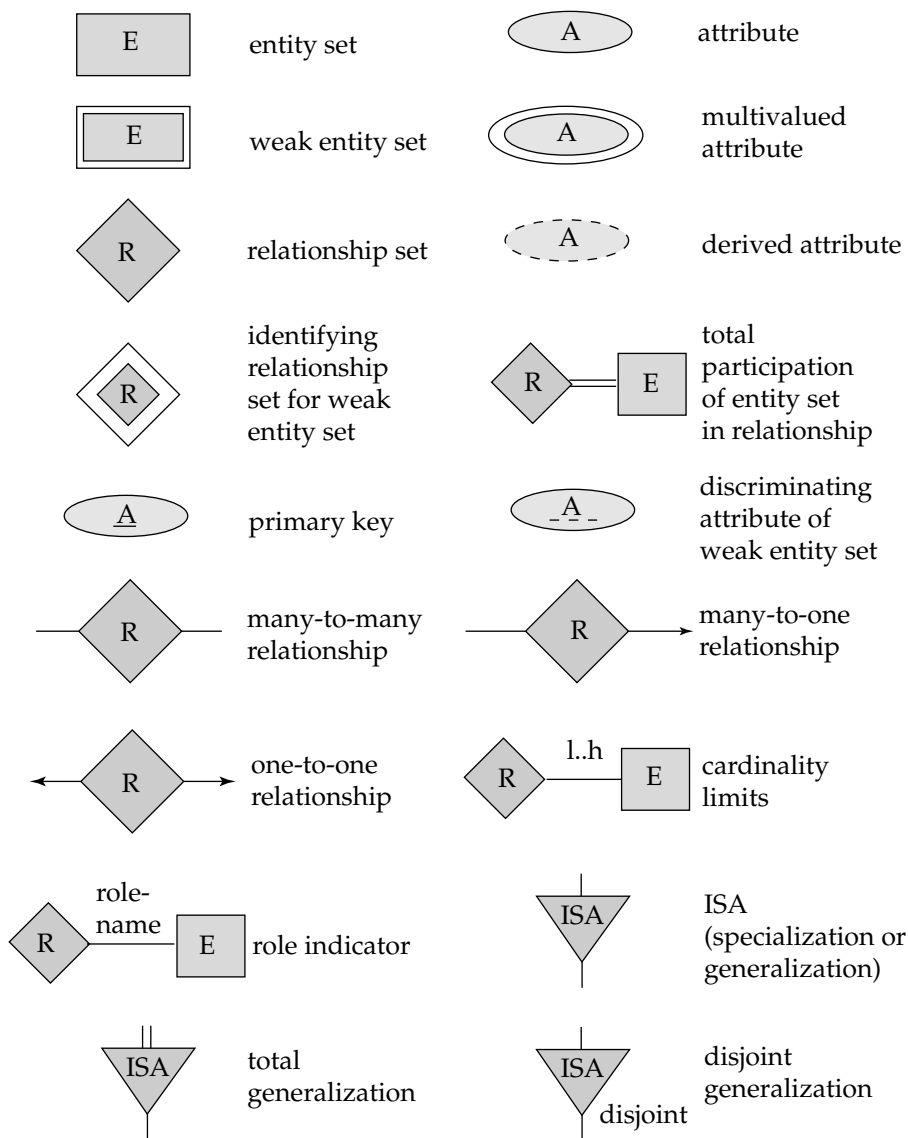 E
entity set
A
attribute
E
weak entity set
A
multivalued
attribute
R
relationship set
A
derived attribute
R
identifying
relationship
set for weak
entity set
R
E
total
participation
of entity set
in relationship
A
primary key
A
discriminating
attribute of
weak entity set
R
many-to-many
relationship
R
many-to-one
relationship
R
one-to-one
relationship
R
l..h
E
cardinality
limits
R
role-
name
E
role indicator
ISA
ISA
(specialization or
generalization)
ISA
total
generalization
ISA
disjoint
disjoint
generalization